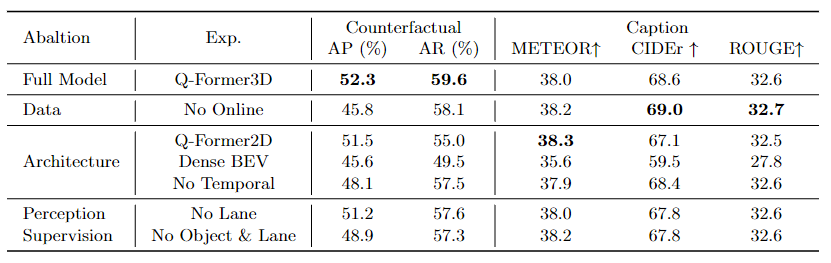 Abaltion Exp. Counterfactual Caption
AP (%) AR (%) METEOR↑ CIDEr ↑ ROUGE↑
Full Model Q-Former3D 52.3 59.6 38.0 68.6 32.6
Data No Online 45.8 58.1 38.2 69.0 32.7
Q-Former2D 51.5 55.0 38.3 67.1 32.5
Architecture Dense BEV 45.6 49.5 35.6 59.5 27.8
No Temporal 48.1 57.5 37.9 68.4 32.6
Perception No Lane 51.2 57.6 38.0 67.8 32.6
Supervision No Object & Lane 48.9 57.3 38.2 67.8 32.6